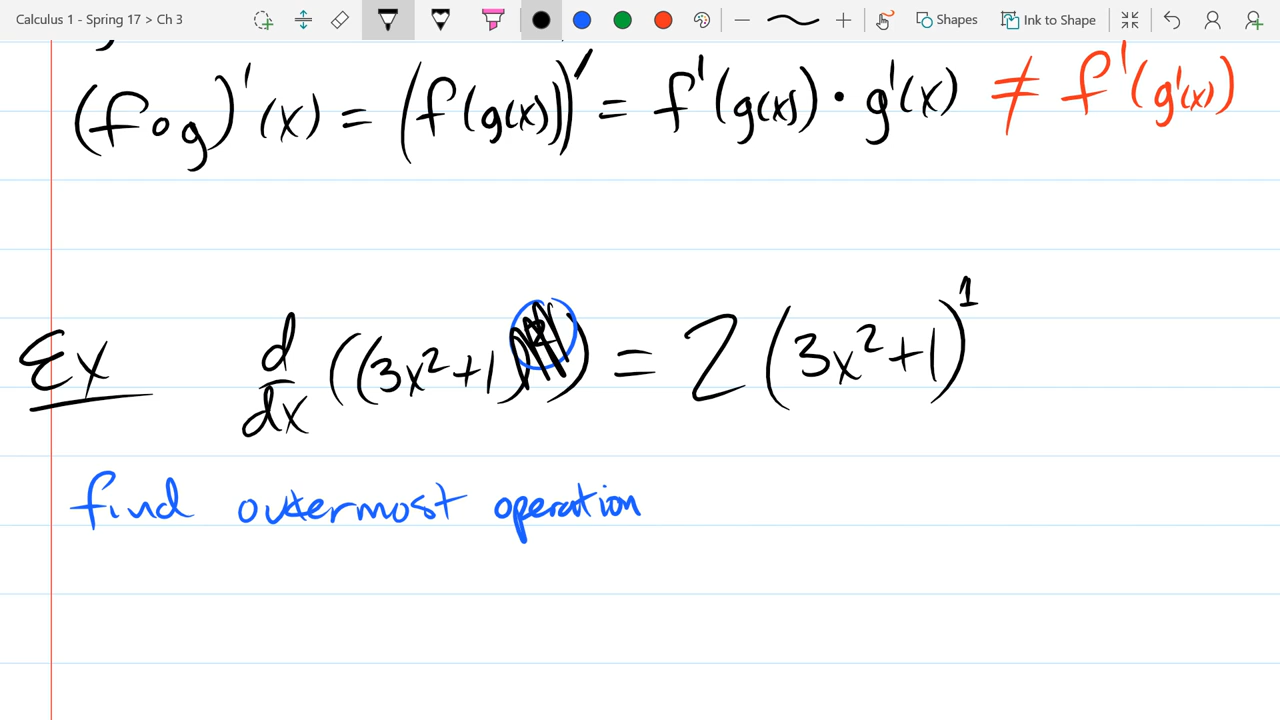 Calculus 1 - Spring 17 > Ch 3
Shapes
Ink to Shape
(f∘g)'(x) = (f(g(x)))' = f'(g(x)) · g'(x) ≠ f'(g'(x))
Ex d/dx ((3x²+1) ) = 2(3x²+1)¹
find outermost operation